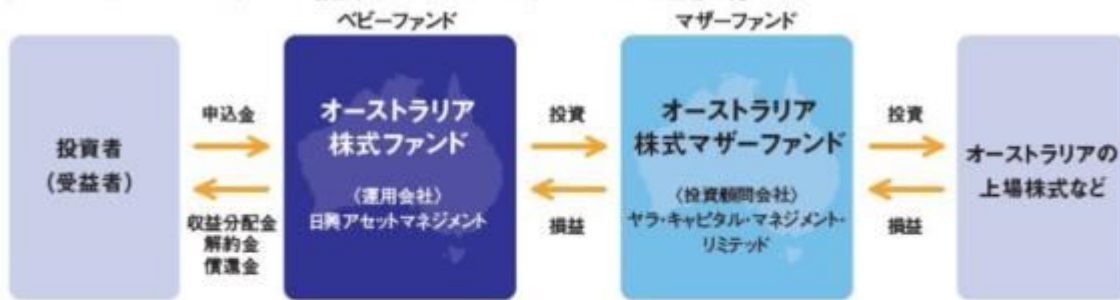 ベビーファンド
マザーファンド
投資者
(受益者)
申込金
収益分配金
解約金
償還金
オーストラリア
株式ファンド
〈運用会社〉
日興アセットマネジメント
投資
損益
オーストラリア
株式マザーファンド
〈投資顧問会社〉
ヤラ・キャピタル・マネジメント・
リミテッド
投資
損益
オーストラリアの
上場株式など